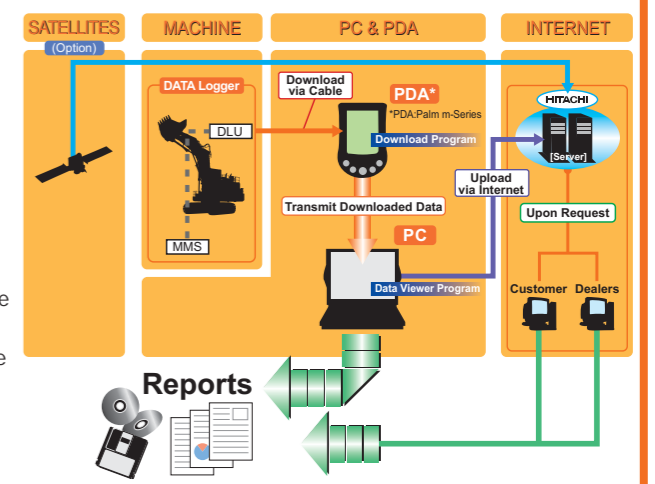 SATELLITES
(Option)
MACHINE
PC & PDA
INTERNET
DATA Logger
DLU
MMS
Download
via Cable
PDA*
*PDA:Palm m-Series
Download Program
Transmit Downloaded Data
PC
Data Viewer Program
Upload
via Internet
HITACHI
[Server]
Upon Request
Customer
Dealers
e
e
Reports